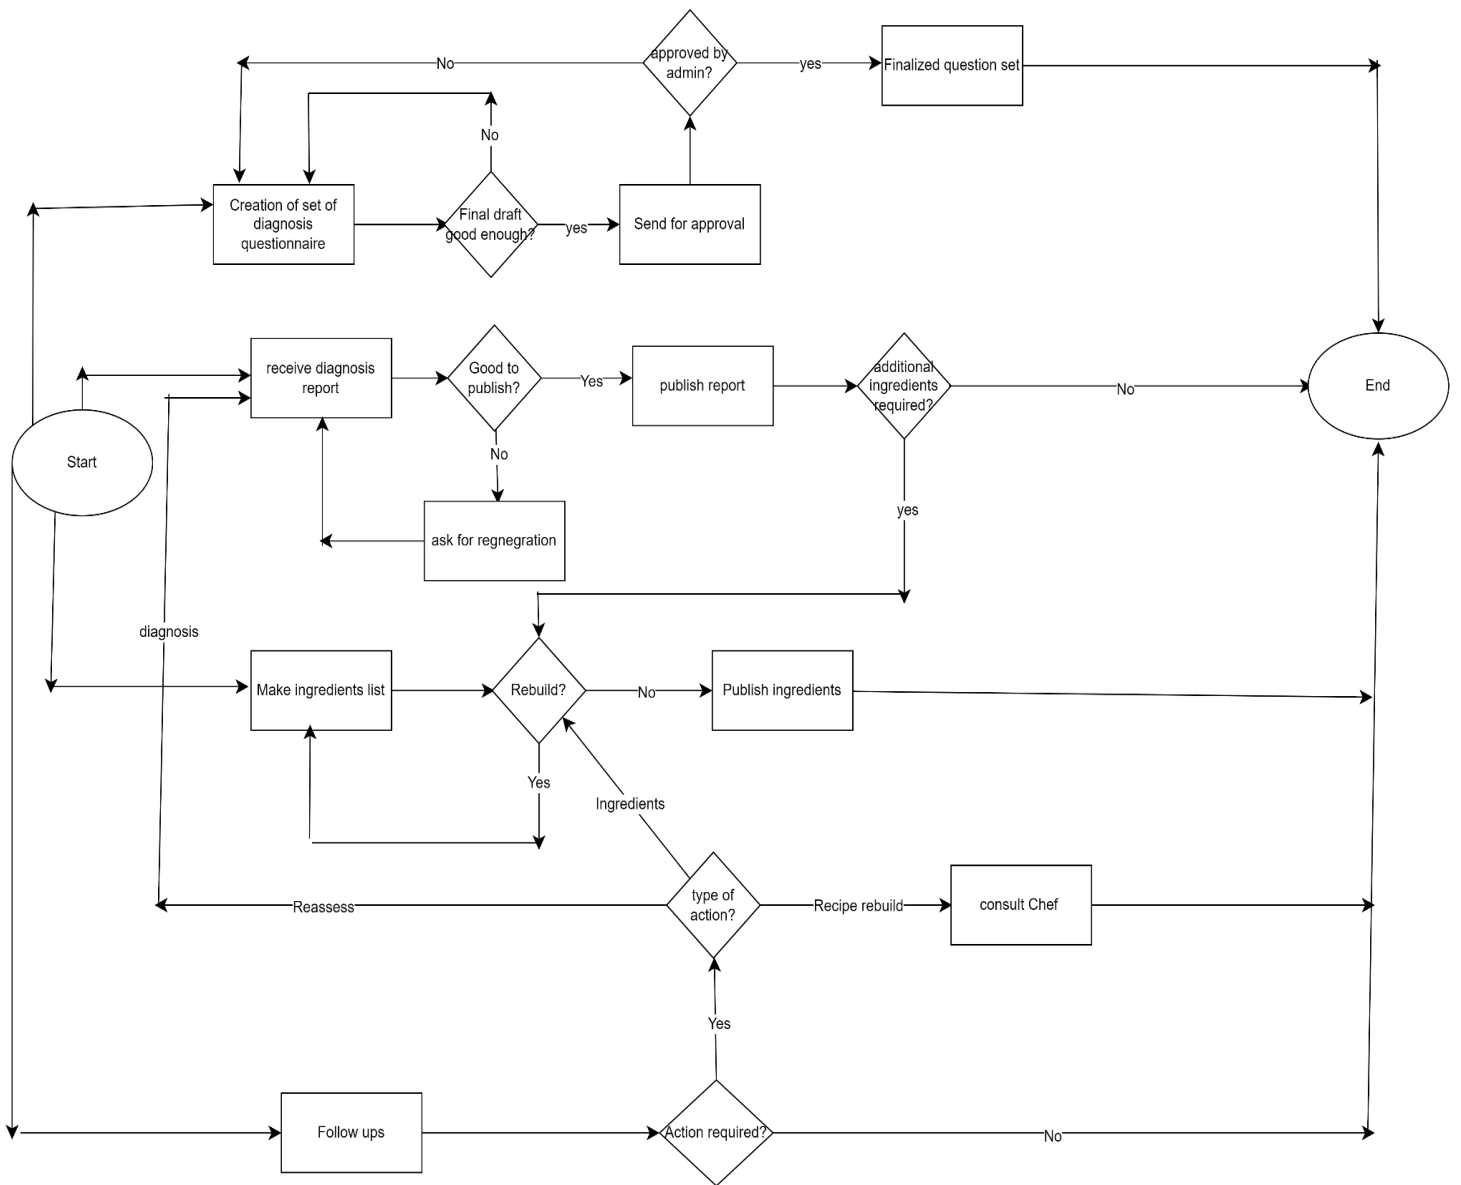 approved by
admin?
No
yes
Finalized question set
No
Creation of set of
diagnosis
questionnaire
Final draft
good enough?
yes
Send for approval
receive diagnosis
report
Good to
publish?
Yes
publish report
additional
ingredients
required?
No
End
Start
No
ask for regnegration
yes
diagnosis
Make ingredients list
Rebuild?
No
Publish ingredients
Yes
Ingredients
Reassess
type of
action?
Recipe rebuild
consult Chef
Yes
Follow ups
Action required?
No